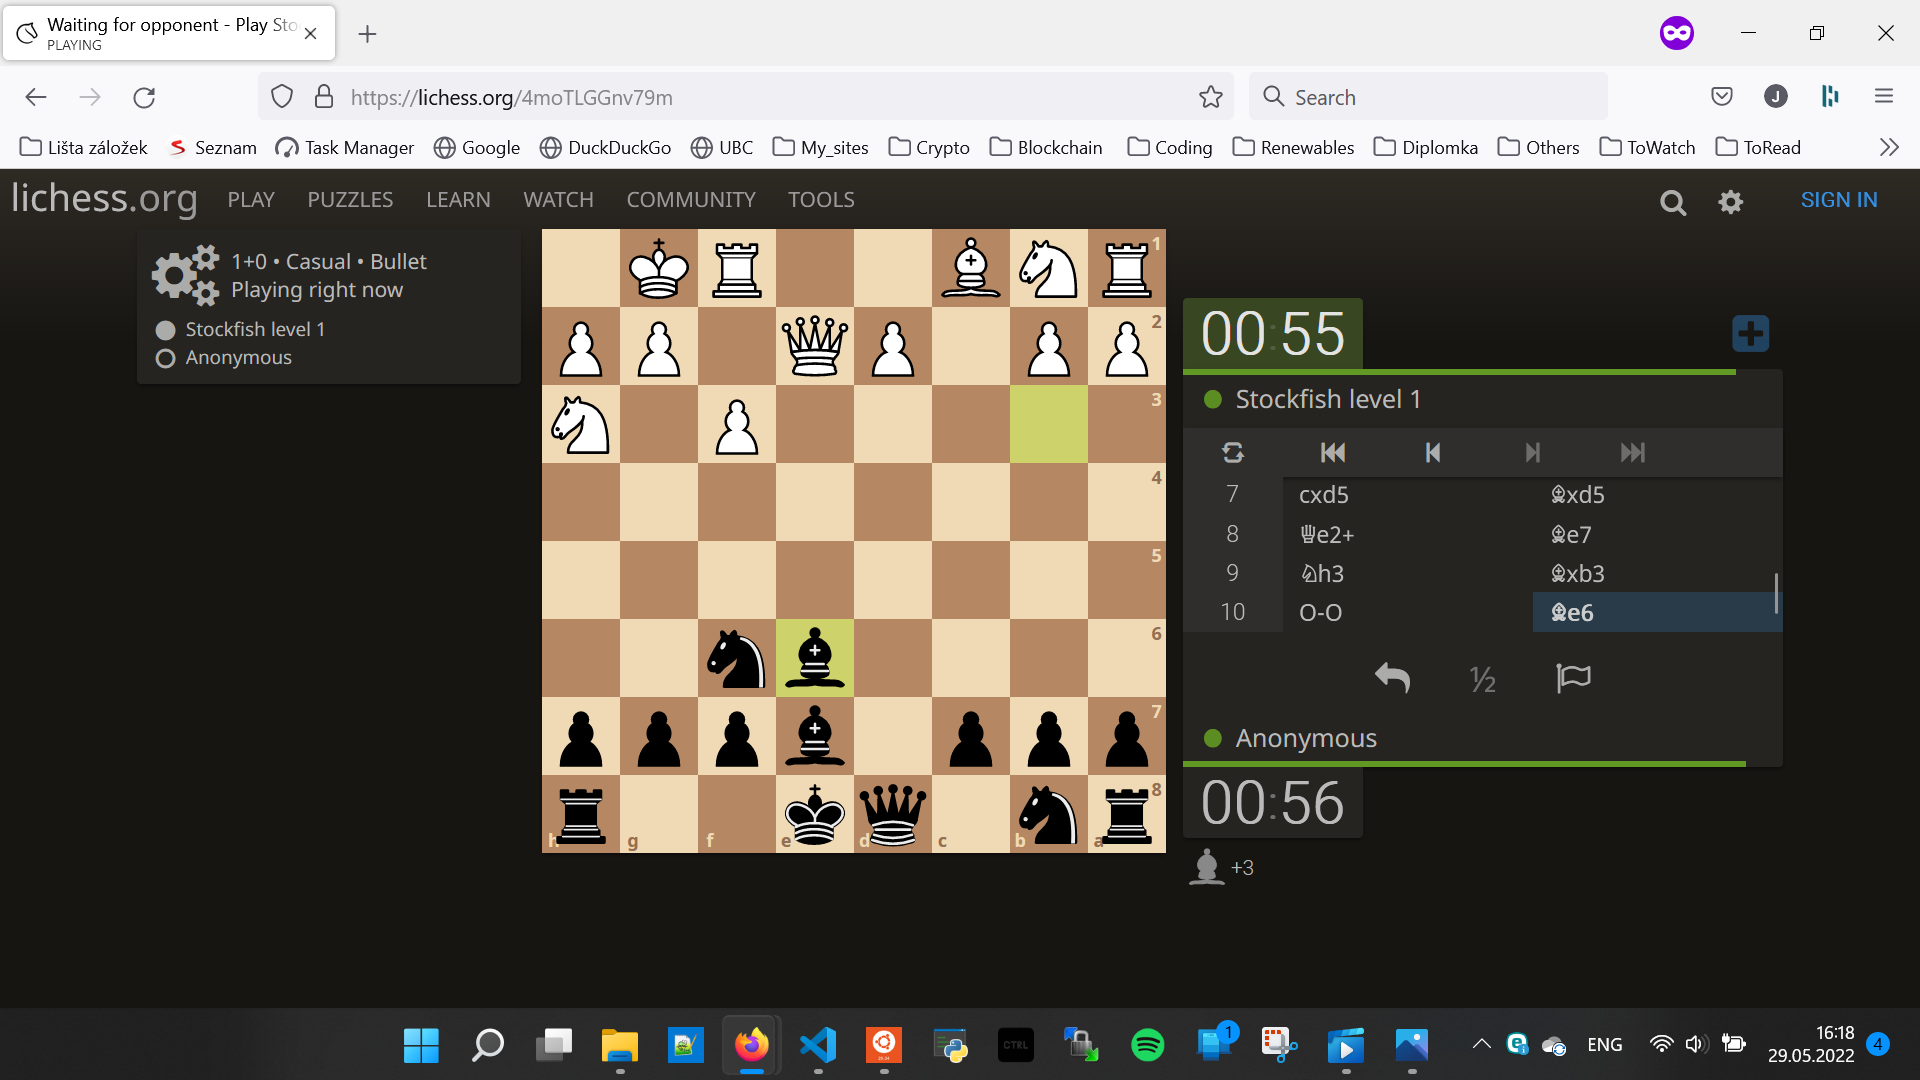 Waiting for opponent - Play Sto
PLAYING
https://lichess.org/4moTLGGnv79m
Search
J
Lišta záložek
Seznam
Task Manager
Google
DuckDuckGo
UBC
My_sites
Crypto
Blockchain
Coding
Renewables
Diplomka
Others
ToWatch
ToRead
lichess.org
PLAY
PUZZLES
LEARN
WATCH
COMMUNITY
TOOLS
SIGN IN
1+0 • Casual • Bullet
Playing right now
Stockfish level 1
Anonymous
1
2
3
4
5
6
7
8
h
g
f
e
d
c
b
a
00:55
Stockfish level 1
7 cxd5 ♗xd5
8 ♕e2+ ♗e7
9 ♘h3 ♗xb3
10 O-O ♗e6
½
Anonymous
00:56
+3
CTRL
1
ENG
16:18
29.05.2022
4